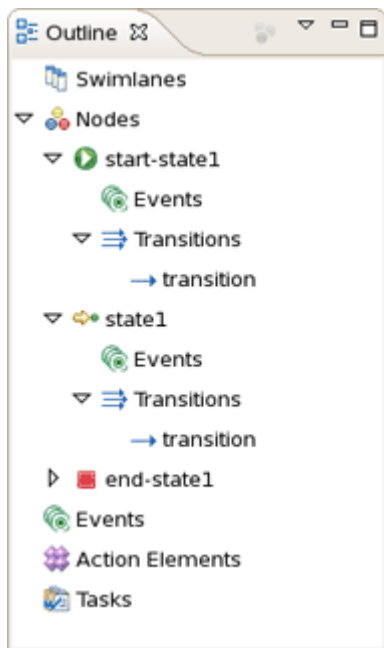 Outline
Swimlanes
Nodes
start-state1
Events
Transitions
transition
state1
Events
Transitions
transition
end-state1
Events
Action Elements
Tasks